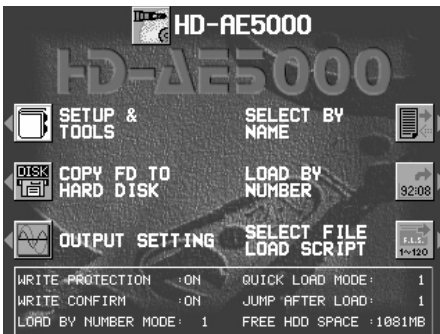 HD-AE5000
HD-AE5000
SETUP &
TOOLS
SELECT BY
NAME
DISK
COPY FD TO
HARD DISK
LOAD BY
NUMBER
92:08
OUTPUT SETTING
SELECT FILE
LOAD SCRIPT
F.L.S.
1~120
WRITE PROTECTION :ON
QUICK LOAD MODE: 1
WRITE CONFIRM :ON
JUMP AFTER LOAD: 1
LOAD BY NUMBER MODE: 1
FREE HDD SPACE :1081MB